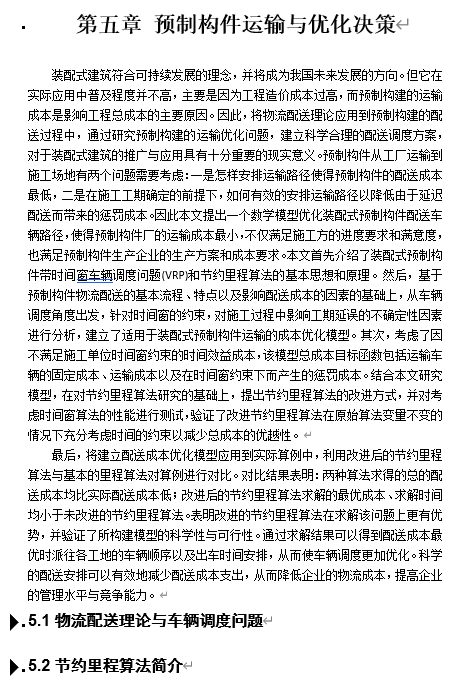 第五章 预制构件运输与优化决策
装配式建筑符合可持续发展的理念，并将成为我国未来发展的方向。但它在
实际应用中普及程度并不高，主要是因为工程造价成本过高，而预制构建的运输
成本是影响工程总成本的主要原因。因此，将物流配送理论应用到预制构建的配
送过程中，通过研究预制构建的运输优化问题，建立科学合理的配送调度方案，
对于装配式建筑的推广与应用具有十分重要的现实意义。预制构件从工厂运输到
施工场地有两个问题需要考虑：一是怎样安排运输路径使得预制构件的配送成本
最低，二是在施工工期确定的前提下，如何有效的安排运输路径以降低由于延迟
配送而带来的惩罚成本。因此本文提出一个数学模型优化装配式预制构件配送车
辆路径，使得预制构件厂的运输成本最小，不仅满足施工方的进度要求和满意度，
也满足预制构件生产企业的生产方案和成本要求。本文首先介绍了装配式预制构
件带时间窗车辆调度问题(VRP)和节约里程算法的基本思想和原理。然后，基于
预制构件物流配送的基本流程、特点以及影响配送成本的因素的基础上，从车辆
调度角度出发，针对时间窗的约束，对施工过程中影响工期延误的不确定性因素
进行分析，建立了适用于装配式预制构件运输的成本优化模型。其次，考虑了因
不满足施工单位时间窗约束的时间效益成本，该模型总成本目标函数包括运输车
辆的固定成本、运输成本以及在时间窗约束下而产生的惩罚成本。结合本文研究
模型，在对节约里程算法研究的基础上，提出节约里程算法的改进方式，并对考
虑时间窗算法的性能进行测试，验证了改进节约里程算法在原始算法变量不变的
情况下充分考虑时间的约束以减少总成本的优越性。
最后，将建立配送成本优化模型应用到实际算例中，利用改进后的节约里程
算法与基本的里程算法对算例进行对比。对比结果表明：两种算法求得的总的配
送成本均比实际配送成本低；改进后的节约里程算法求解的最优成本、求解时间
均小于未改进的节约里程算法。表明改进的节约里程算法在求解该问题上更有优
势，并验证了所构建模型的科学性与可行性。通过求解结果可以得到配送成本最
优时派往各工地的车辆顺序以及出车时间安排，从而使车辆调度更加优化。科学
的配送安排可以有效地减少配送成本支出，从而降低企业的物流成本，提高企业
的管理水平与竞争能力。
5.1 物流配送理论与车辆调度问题
5.2 节约里程算法简介